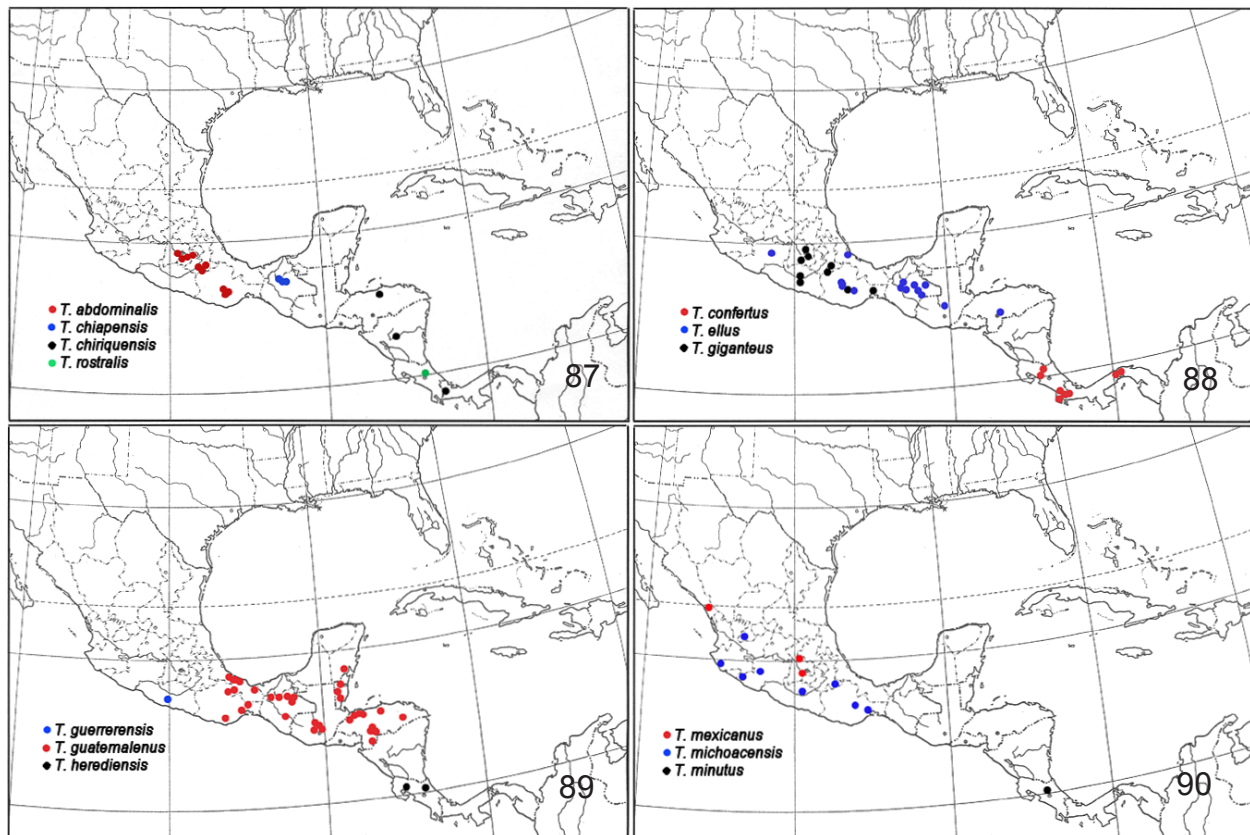 T. abdominalis
T. chiapensis
T. chiriquensis
T. rostralis
87
T. confertus
T. ellus
T. giganteus
88
T. guerrerensis
T. guatemalenus
T. herediensis
89
T. mexicanus
T. michoacensis
T. minutus
90